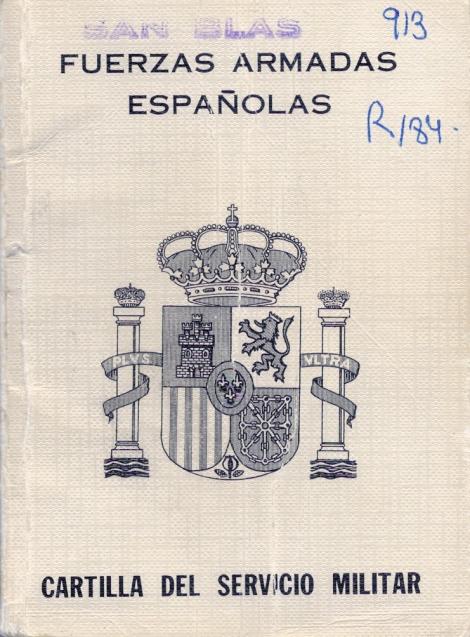 SAN BLAS
913
FUERZAS ARMADAS
ESPAÑOLAS
R/84.
PLVS VLTRA
CARTILLA DEL SERVICIO MILITAR